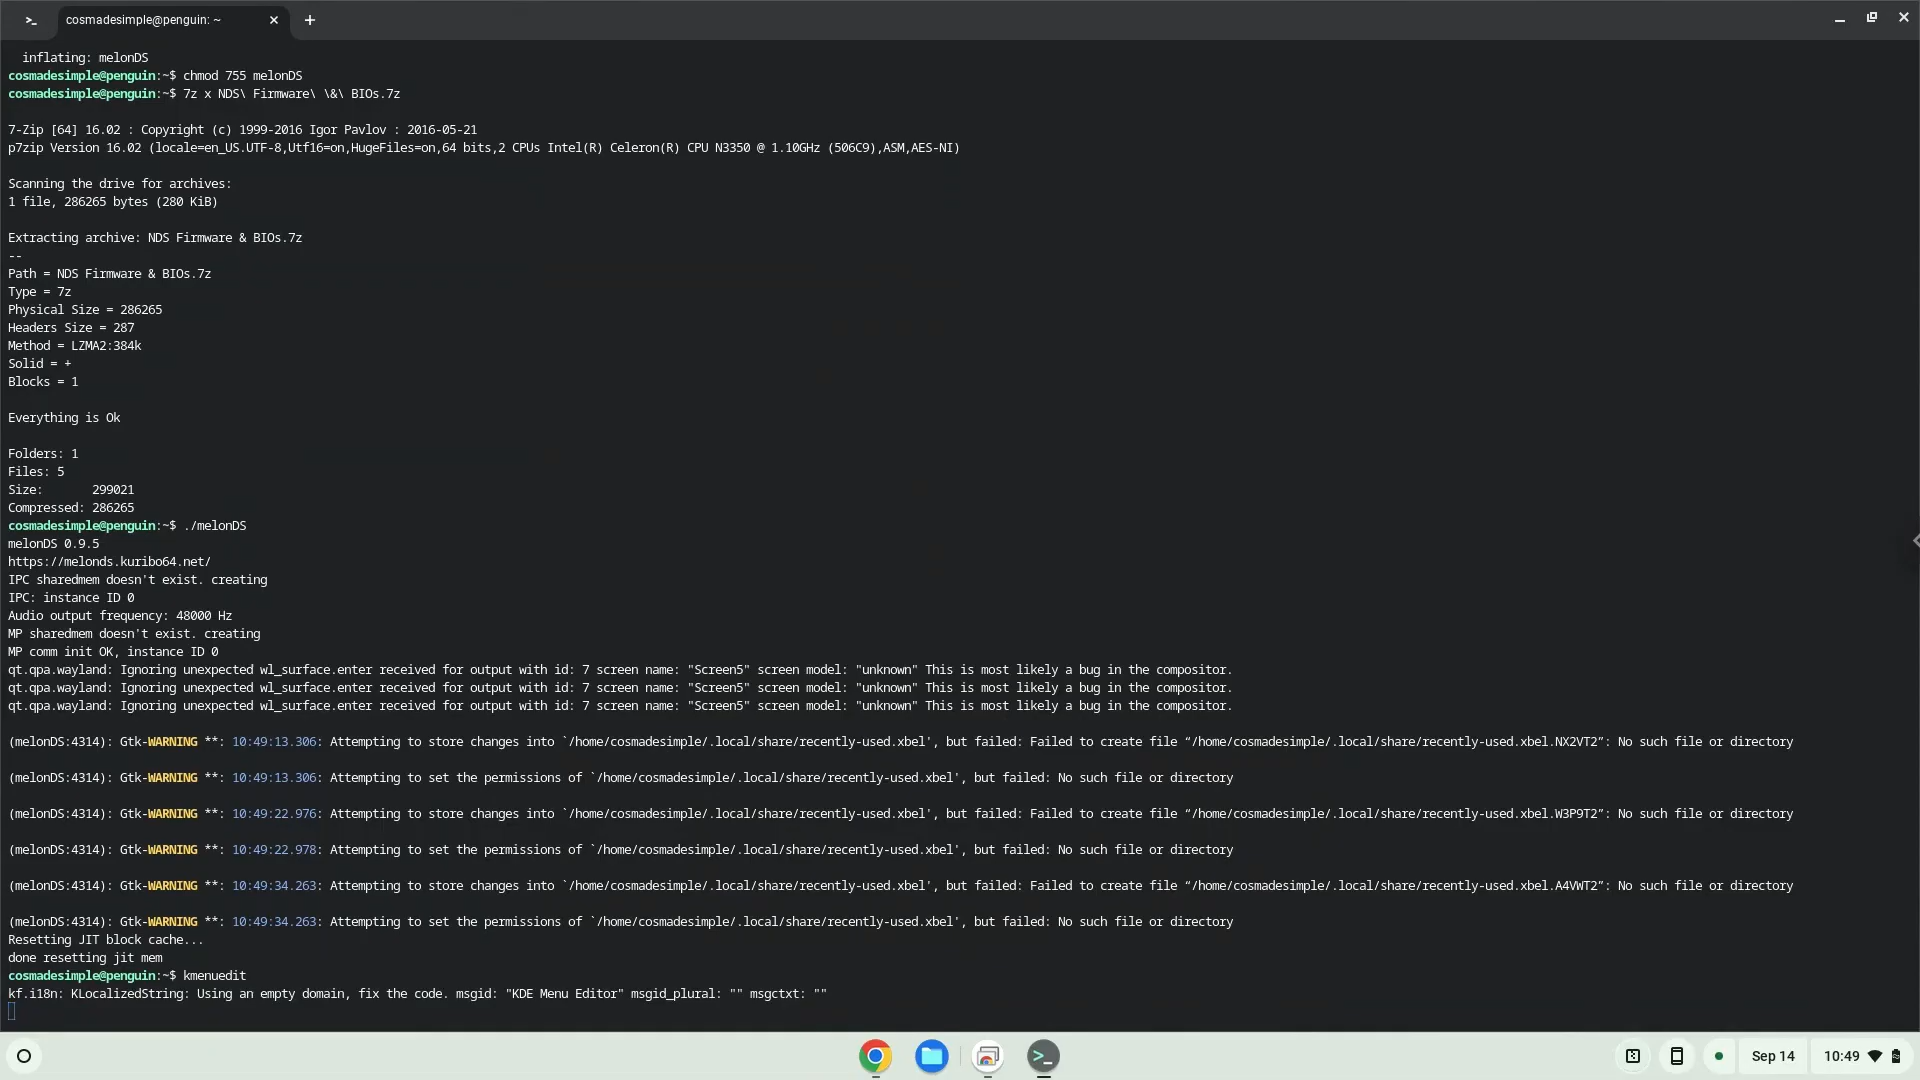 cosmadesimple@penguin: ~
inflating: melonDS
cosmadesimple@penguin:~$ chmod 755 melonDS
cosmadesimple@penguin:~$ 7z x NDS\ Firmware\ \&\ BIOs.7z
7-Zip [64] 16.02 : Copyright (c) 1999-2016 Igor Pavlov : 2016-05-21
p7zip Version 16.02 (locale=en_US.UTF-8,Utf16=on,HugeFiles=on,64 bits,2 CPUs Intel(R) Celeron(R) CPU N3350 @ 1.10GHz (506C9),ASM,AES-NI)
Scanning the drive for archives:
1 file, 286265 bytes (280 KiB)
Extracting archive: NDS Firmware & BIOs.7z
--
Path = NDS Firmware & BIOs.7z
Type = 7z
Physical Size = 286265
Headers Size = 287
Method = LZMA2:384k
Solid = +
Blocks = 1
Everything is Ok
Folders: 1
Files: 5
Size:       299021
Compressed: 286265
cosmadesimple@penguin:~$ ./melonDS
melonDS 0.9.5
https://melonds.kuribo64.net/
IPC sharedmem doesn't exist. creating
IPC: instance ID 0
Audio output frequency: 48000 Hz
MP sharedmem doesn't exist. creating
MP comm init OK, instance ID 0
qt.qpa.wayland: Ignoring unexpected wl_surface.enter received for output with id: 7 screen name: "Screen5" screen model: "unknown" This is most likely a bug in the compositor.
qt.qpa.wayland: Ignoring unexpected wl_surface.enter received for output with id: 7 screen name: "Screen5" screen model: "unknown" This is most likely a bug in the compositor.
qt.qpa.wayland: Ignoring unexpected wl_surface.enter received for output with id: 7 screen name: "Screen5" screen model: "unknown" This is most likely a bug in the compositor.
(melonDS:4314): Gtk-WARNING **: 10:49:13.306: Attempting to store changes into `/home/cosmadesimple/.local/share/recently-used.xbel', but failed: Failed to create file “/home/cosmadesimple/.local/share/recently-used.xbel.NX2VT2”: No such file or directory
(melonDS:4314): Gtk-WARNING **: 10:49:13.306: Attempting to set the permissions of `/home/cosmadesimple/.local/share/recently-used.xbel', but failed: No such file or directory
(melonDS:4314): Gtk-WARNING **: 10:49:22.976: Attempting to store changes into `/home/cosmadesimple/.local/share/recently-used.xbel', but failed: Failed to create file “/home/cosmadesimple/.local/share/recently-used.xbel.W3P9T2”: No such file or directory
(melonDS:4314): Gtk-WARNING **: 10:49:22.978: Attempting to set the permissions of `/home/cosmadesimple/.local/share/recently-used.xbel', but failed: No such file or directory
(melonDS:4314): Gtk-WARNING **: 10:49:34.263: Attempting to store changes into `/home/cosmadesimple/.local/share/recently-used.xbel', but failed: Failed to create file “/home/cosmadesimple/.local/share/recently-used.xbel.A4VWT2”: No such file or directory
(melonDS:4314): Gtk-WARNING **: 10:49:34.263: Attempting to set the permissions of `/home/cosmadesimple/.local/share/recently-used.xbel', but failed: No such file or directory
Resetting JIT block cache...
done resetting jit mem
cosmadesimple@penguin:~$ kmenuedit
kf.i18n: KLocalizedString: Using an empty domain, fix the code. msgid: "KDE Menu Editor" msgid_plural: "" msgctxt: ""
Sep 14
10:49